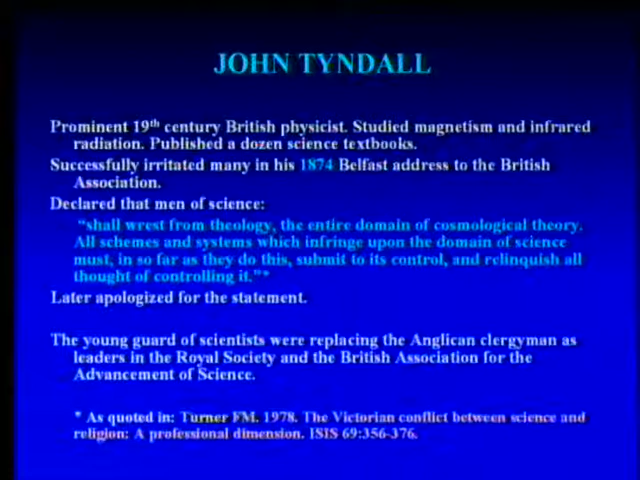 JOHN TYNDALL
Prominent 19th century British physicist. Studied magnetism and infrared
radiation. Published a dozen science textbooks.
Successfully irritated many in his 1874 Belfast address to the British
Association.
Declared that men of science:
"shall wrest from theology, the entire domain of cosmological theory.
All schemes and systems which infringe upon the domain of science
must, in so far as they do this, submit to its control, and relinquish all
thought of controlling it."*
Later apologized for the statement.
The young guard of scientists were replacing the Anglican clergyman as
leaders in the Royal Society and the British Association for the
Advancement of Science.
* As quoted in: Turner FM. 1978. The Victorian conflict between science and
religion: A professional dimension. ISIS 69:356-376.